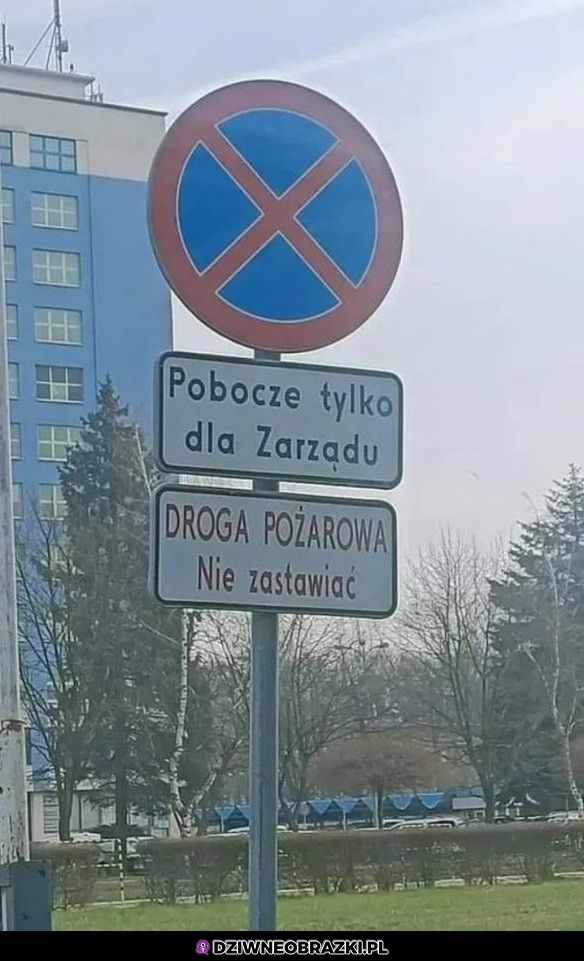 Pobocze tylko
dla Zarządu
DROGA POŻAROWA
Nie zastawiać
DZIWNEOBRAZKI.PL